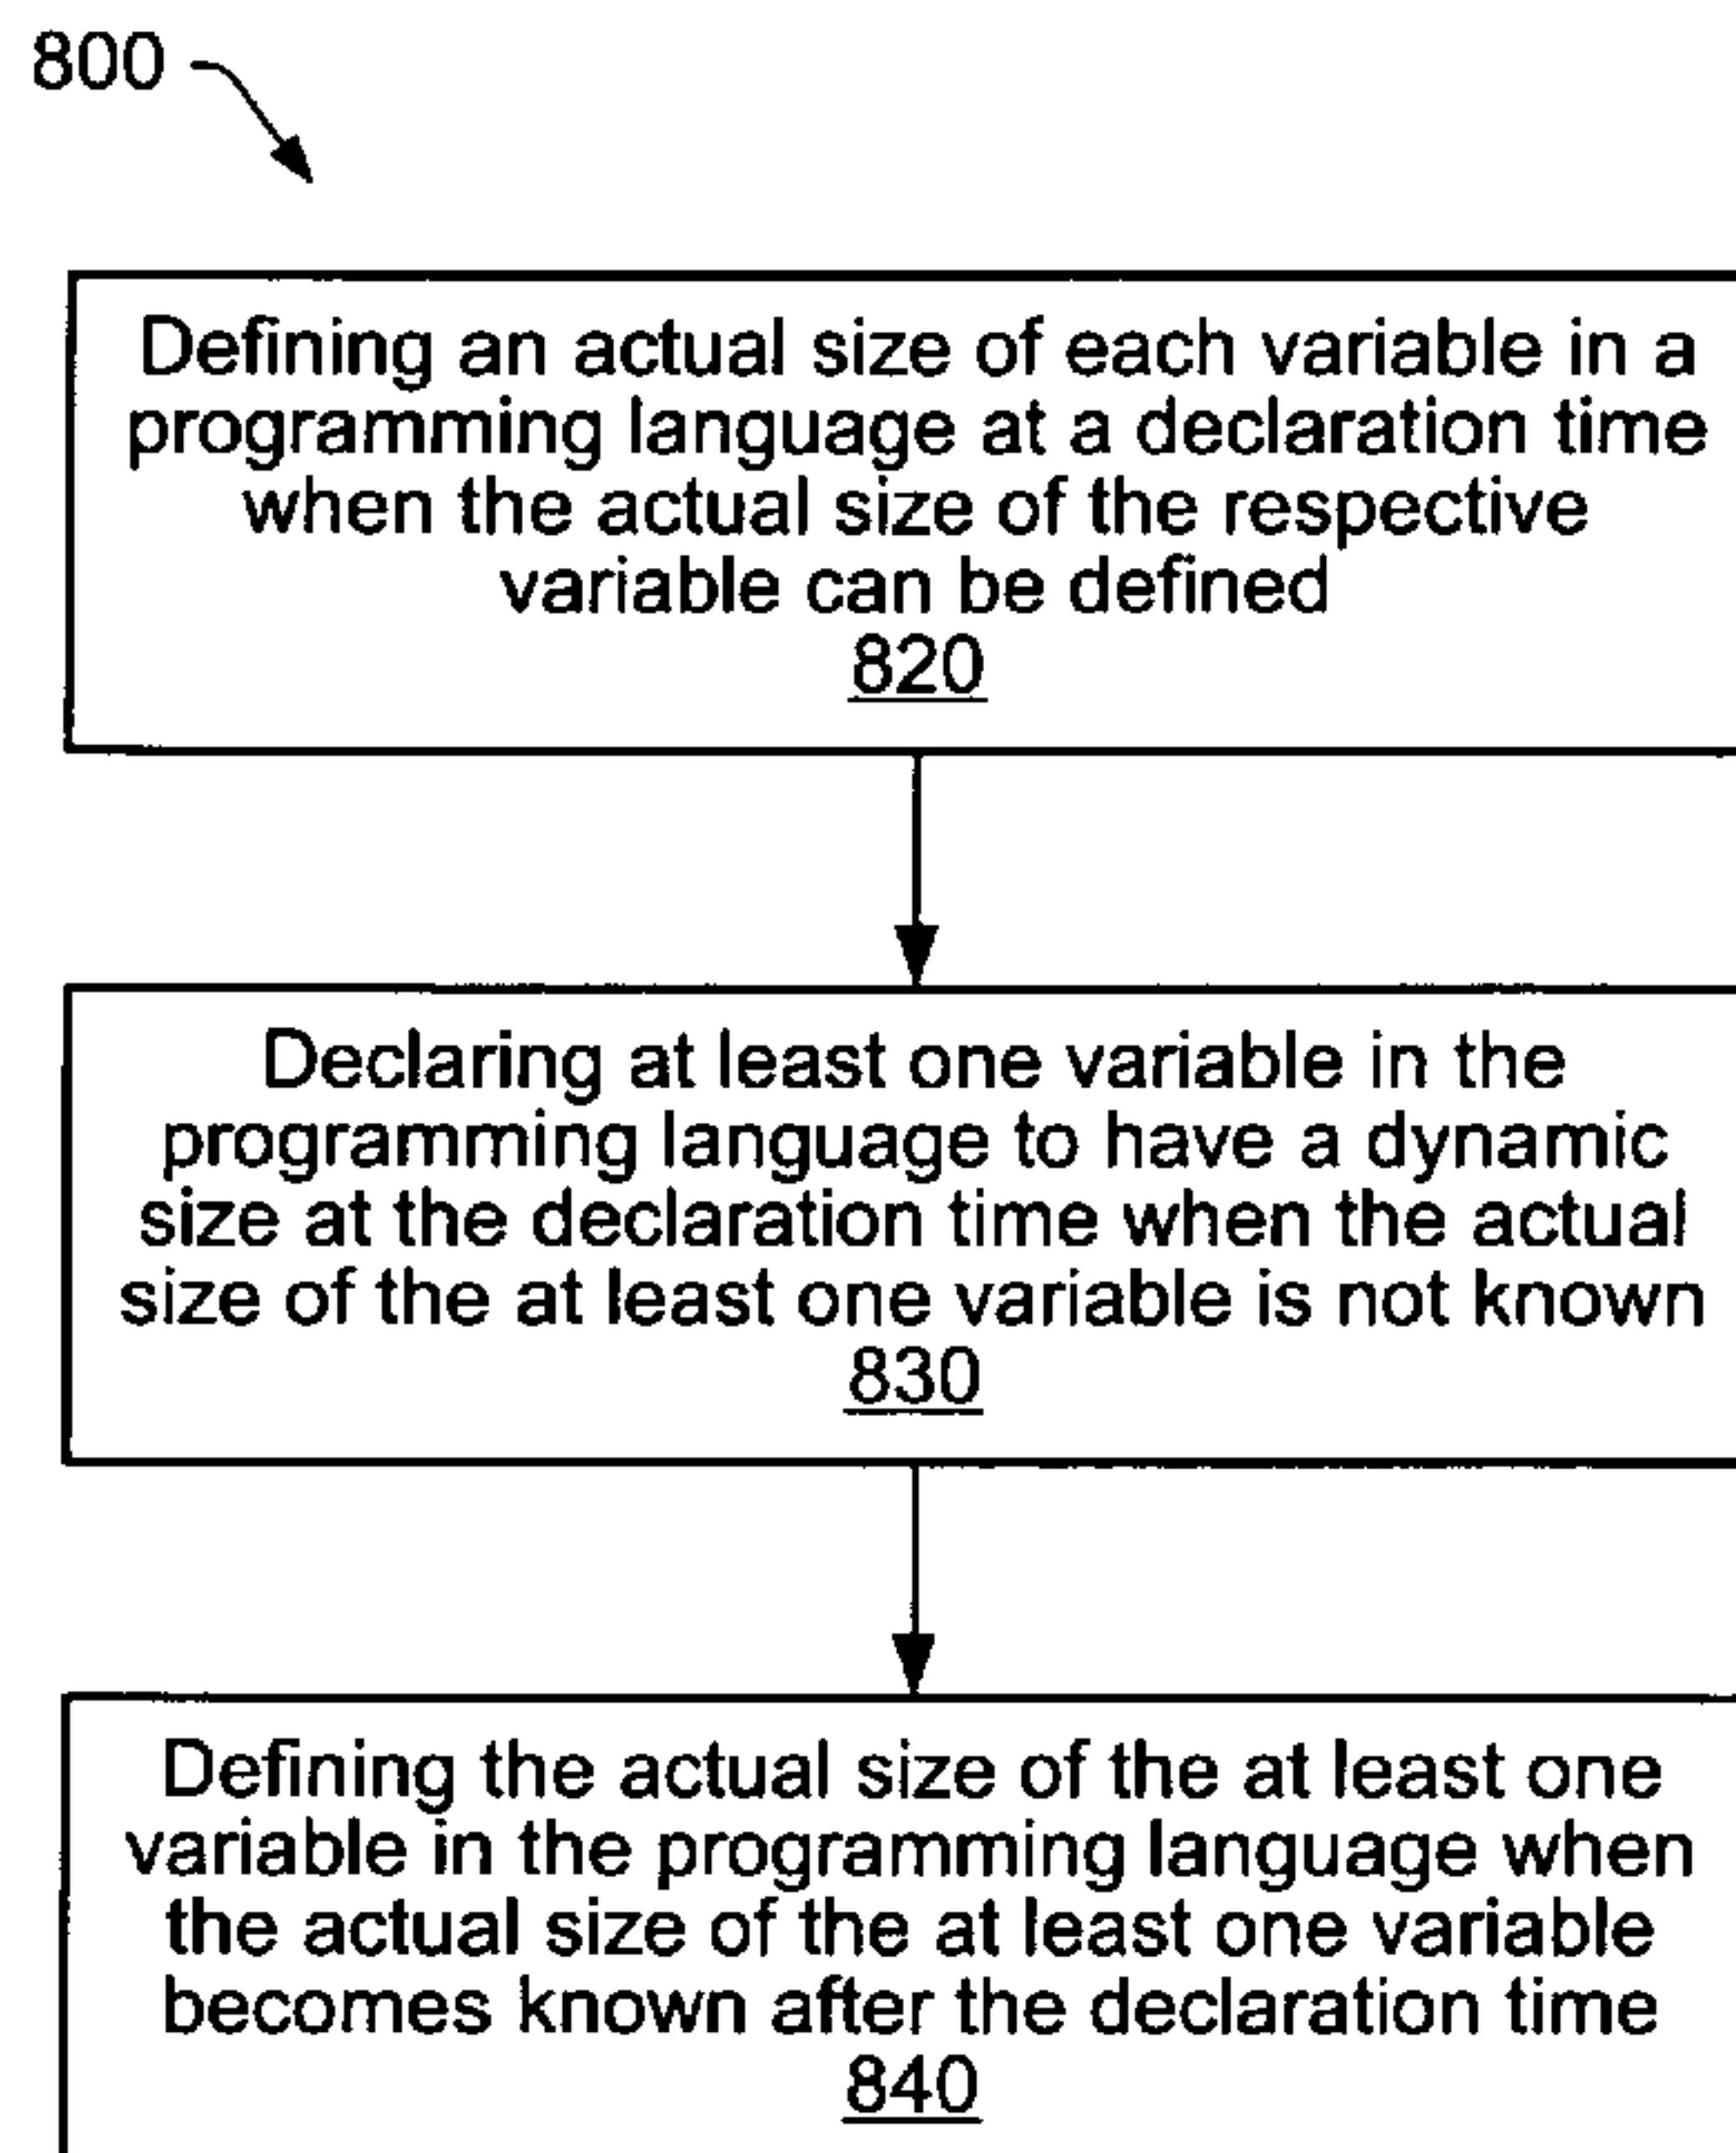 800
Defining an actual size of each variable in a
programming language at a declaration time
when the actual size of the respective
variable can be defined
820
Declaring at least one variable in the
programming language to have a dynamic
size at the declaration time when the actual
size of the at least one variable is not known
830
Defining the actual size of the at least one
variable in the programming language when
the actual size of the at least one variable
becomes known after the declaration time
840